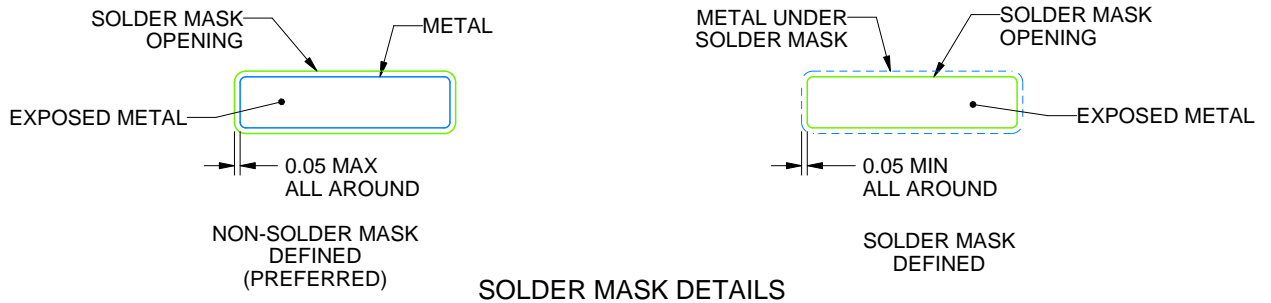 SOLDER MASK
OPENING
METAL
EXPOSED METAL
0.05 MAX
ALL AROUND
NON-SOLDER MASK
DEFINED
(PREFERRED)
METAL UNDER
SOLDER MASK
SOLDER MASK
OPENING
EXPOSED METAL
0.05 MIN
ALL AROUND
SOLDER MASK
DEFINED
SOLDER MASK DETAILS